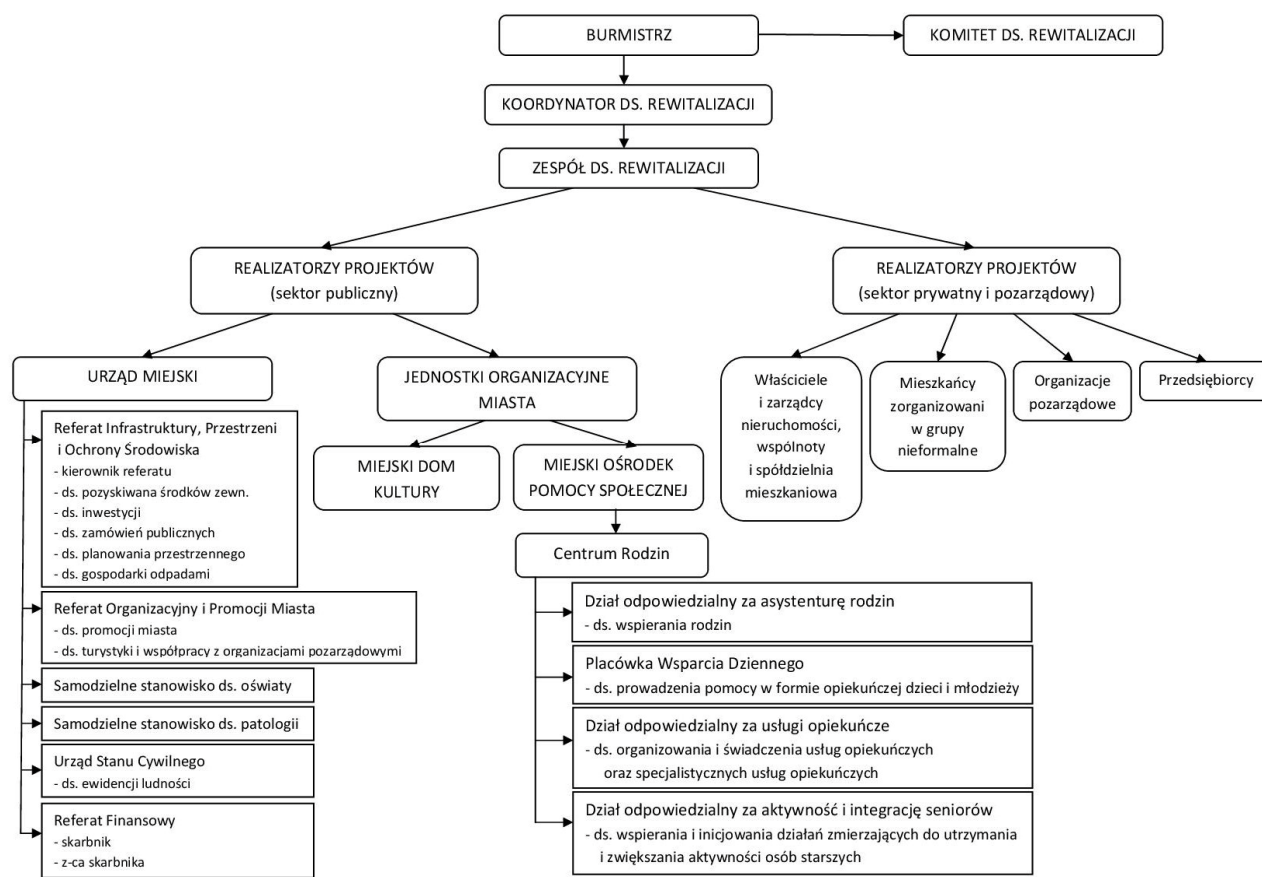 BURMISTRZ
KOMITET DS. REWITALIZACJI
KOORDYNATOR DS. REWITALIZACJI
ZESPÓŁ DS. REWITALIZACJI
REALIZATORZY PROJEKTÓW
(sektor publiczny)
REALIZATORZY PROJEKTÓW
(sektor prywatny i pozarządowy)
URZĄD MIEJSKI
JEDNOSTKI ORGANIZACYJNE
MIASTA
Właściciele
i zarządcy
nieruchomości,
wspólnoty
i spółdzielnia
mieszkaniowa
Mieszkańcy
zorganizowani
w grupy
nieformalne
Organizacje
pozarządowe
Przedsiębiorcy
Referat Infrastruktury, Przestrzeni
i Ochrony Środowiska
- kierownik referatu
- ds. pozyskiwana środków zewn.
- ds. inwestycji
- ds. zamówień publicznych
- ds. planowania przestrzennego
- ds. gospodarki odpadami
MIEJSKI DOM
KULTURY
MIEJSKI OŚRODEK
POMOCY SPOŁECZNEJ
Centrum Rodzin
Referat Organizacyjny i Promocji Miasta
- ds. promocji miasta
- ds. turystyki i współpracy z organizacjami pozarządowymi
Samodzielne stanowisko ds. oświaty
Samodzielne stanowisko ds. patologii
Urząd Stanu Cywilnego
- ds. ewidencji ludności
Referat Finansowy
- skarbnik
- z-ca skarbnika
Dział odpowiedzialny za asystenturę rodzin
- ds. wspierania rodzin
Placówka Wsparcia Dziennego
- ds. prowadzenia pomocy w formie opiekuńczej dzieci i młodzieży
Dział odpowiedzialny za usługi opiekuńcze
- ds. organizowania i świadczenia usług opiekuńczych
oraz specjalistycznych usług opiekuńczych
Dział odpowiedzialny za aktywność i integrację seniorów
- ds. wspierania i inicjowania działań zmierzających do utrzymania
i zwiększania aktywności osób starszych